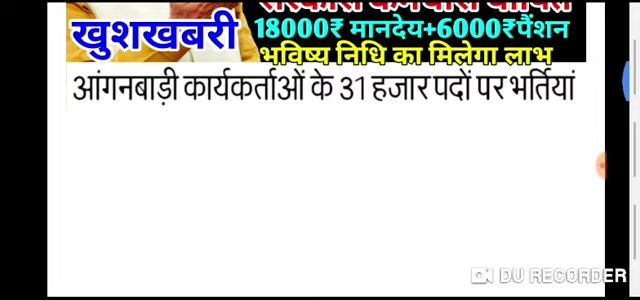 खुशखबरी
18000₹ मानदेय+6000₹पैंशन
भविष्य निधि का मिलेगा लाभ
आंगनबाड़ी कार्यकर्ताओं के 31 हजार पदों पर भर्तियां
DU RECORDER